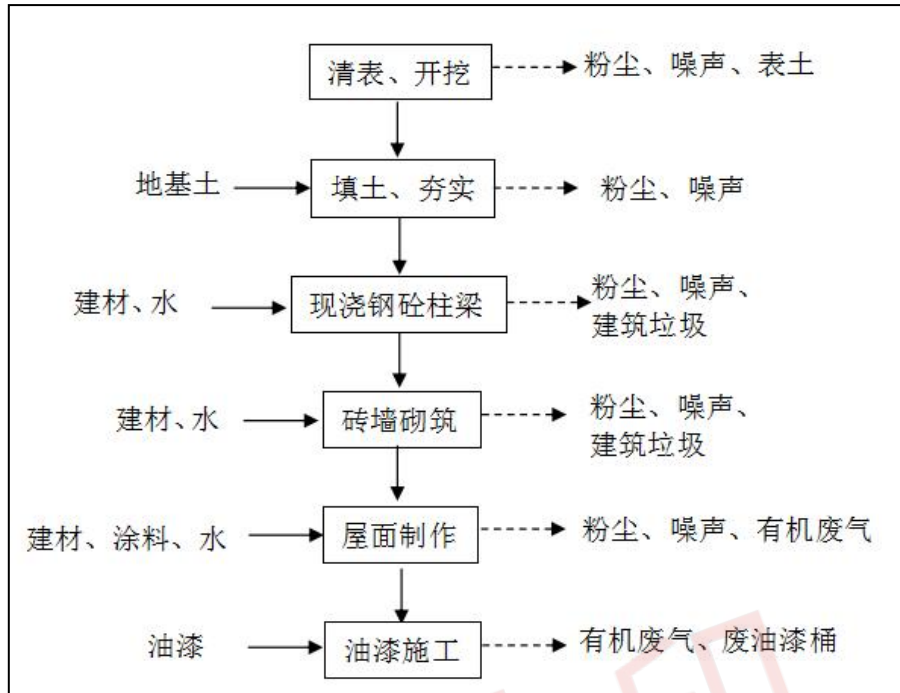 清表、开挖
粉尘、噪声、表土
地基土
填土、夯实
粉尘、噪声
建材、水
现浇钢砼柱梁
粉尘、噪声、
建筑垃圾
建材、水
砖墙砌筑
粉尘、噪声、
建筑垃圾
建材、涂料、水
屋面制作
粉尘、噪声、有机废气
油漆
油漆施工
有机废气、废油漆桶